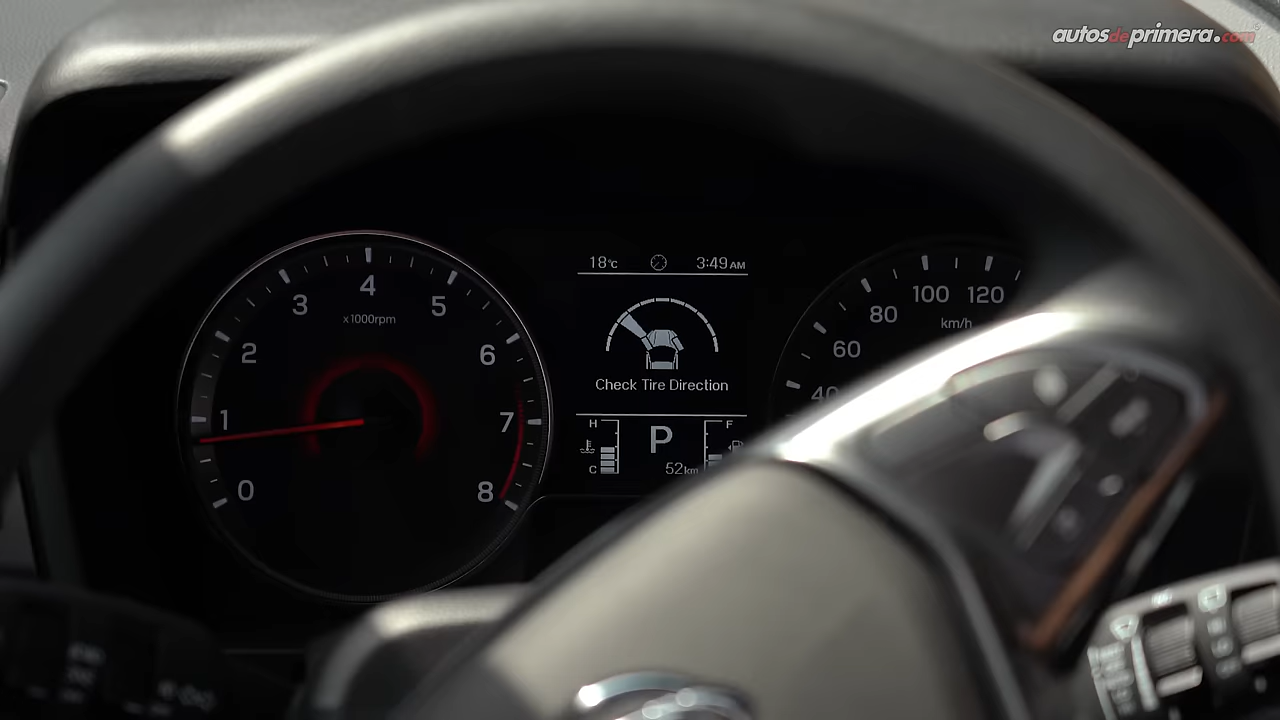 autosdeprimera.com
18°C 3:49 AM
4
3 5
x1000rpm
2 6
1 7
0 8
Check Tire Direction
H F
P
C 52km
100 120
80
km/h
60
40